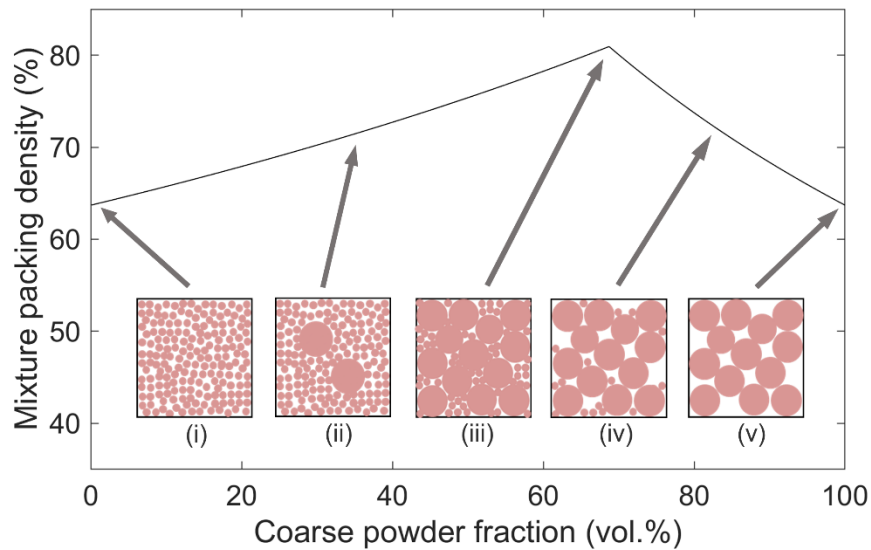 Mixture packing density (%)
80
70
60
50
40
(i)
(ii)
(iii)
(iv)
(v)
0
20
40
60
80
100
Coarse powder fraction (vol.%)